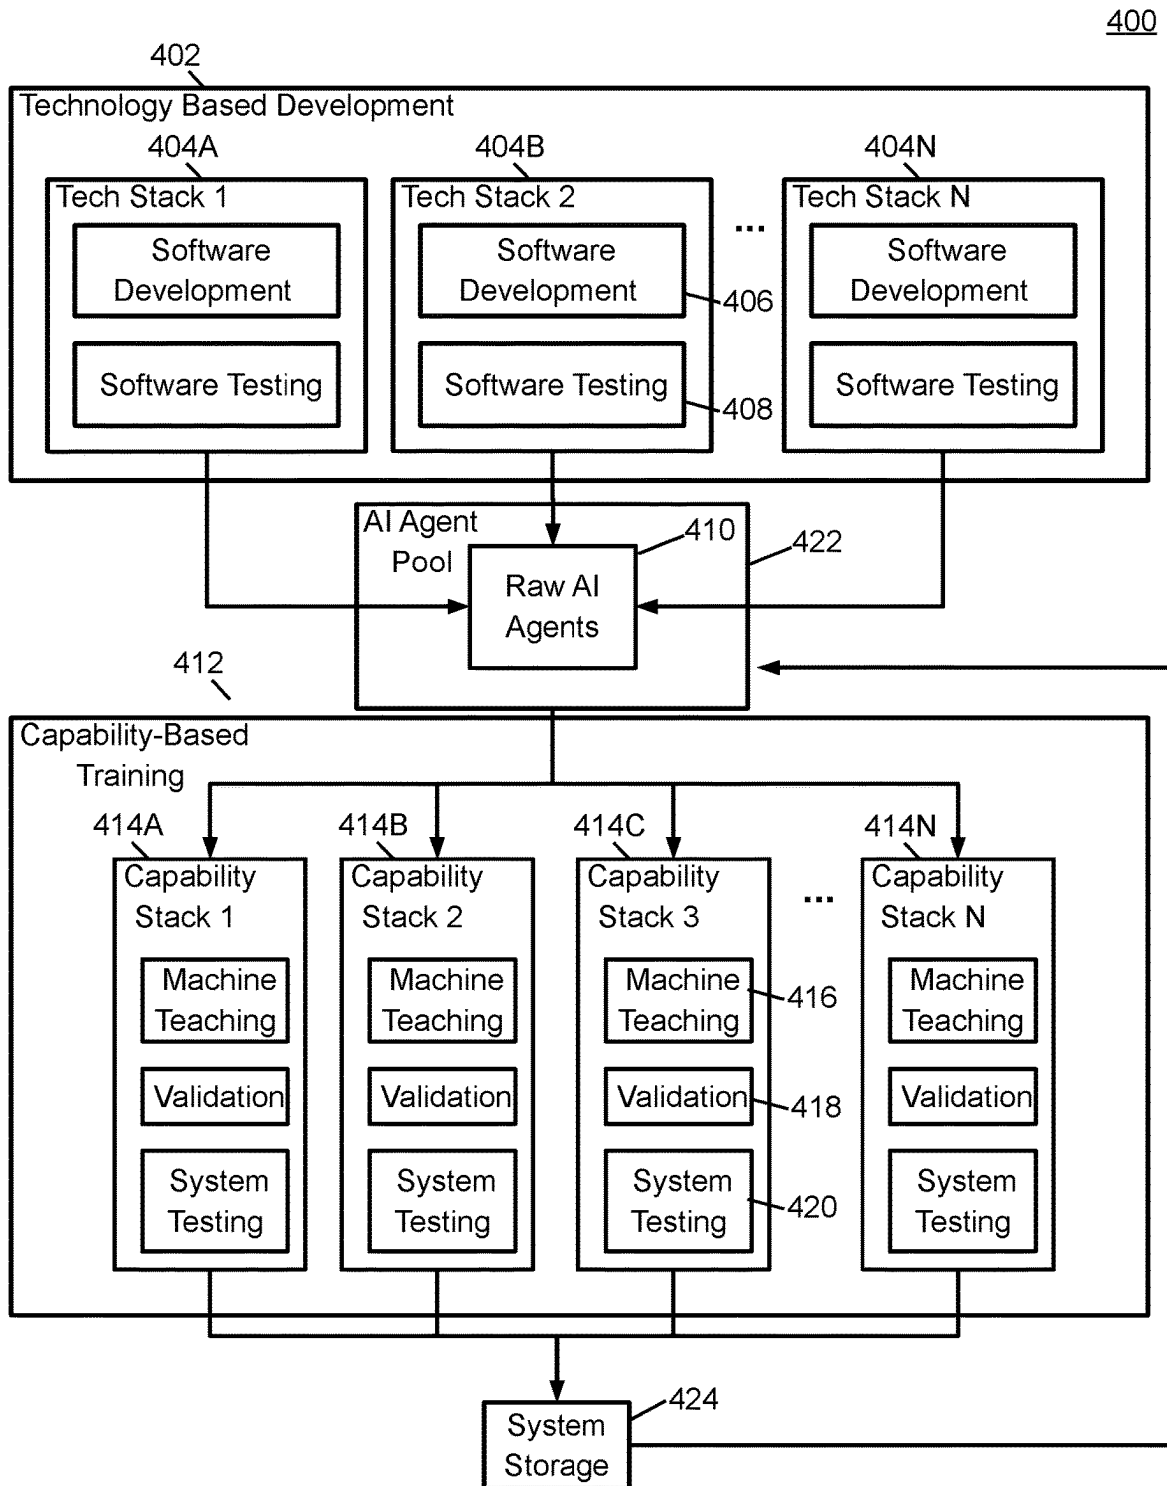 400
402
Technology Based Development
404A
404B
404N
Tech Stack 1
Tech Stack 2
Tech Stack N
...
Software
Development
Software
Development
406
Software
Development
Software Testing
Software Testing
408
Software Testing
AI Agent
Pool
410
422
Raw AI
Agents
412
Capability-Based
Training
414A
414B
414C
414N
Capability
Stack 1
Capability
Stack 2
Capability
Stack 3
...
Capability
Stack N
Machine
Teaching
Machine
Teaching
Machine
Teaching
416
Machine
Teaching
Validation
Validation
Validation
418
Validation
System
Testing
System
Testing
System
Testing
420
System
Testing
424
System
Storage